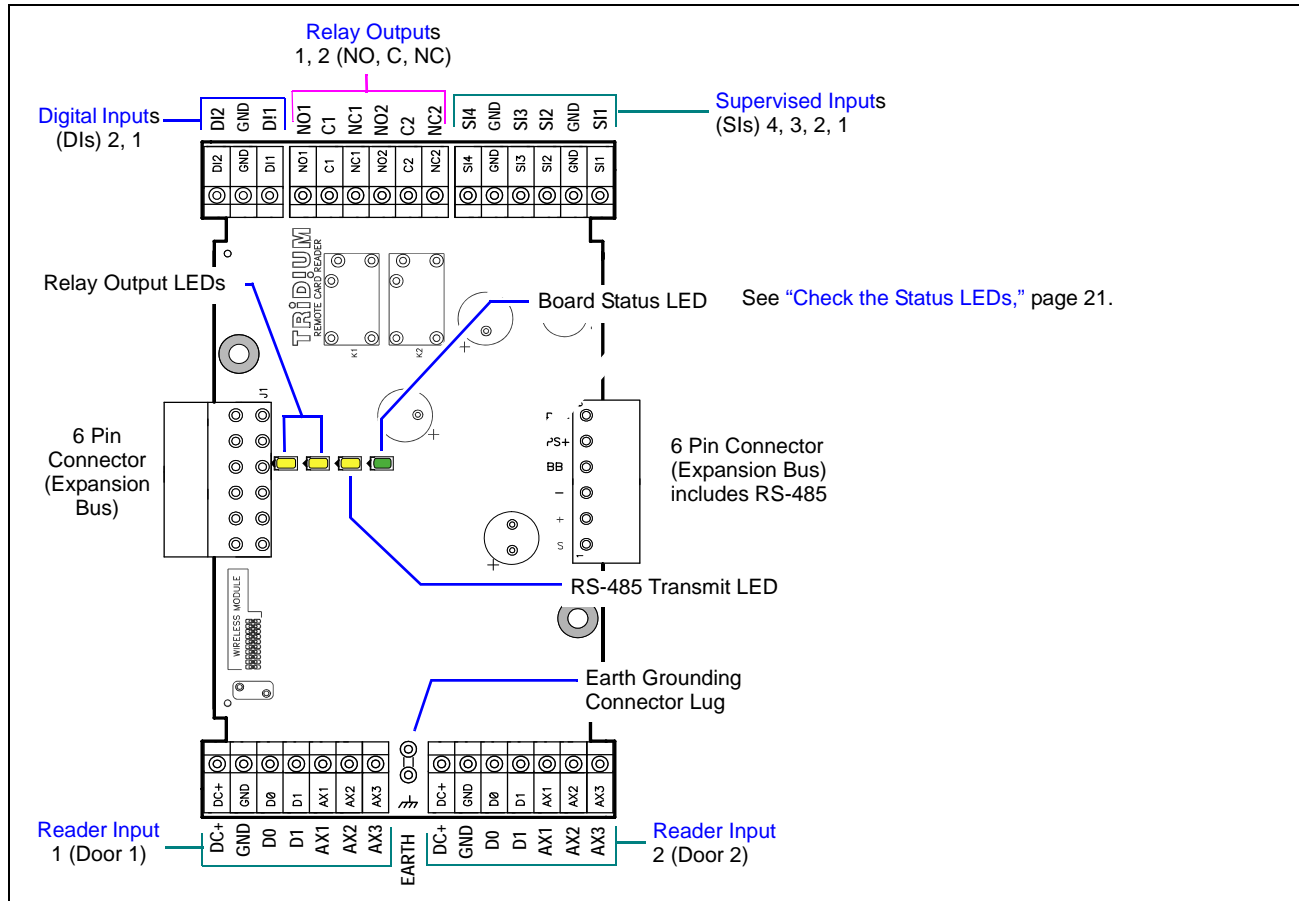 Relay Outputs
1, 2 (NO, C, NC)
Digital Inputs
(DIs) 2, 1
DI2 GND DI1 NO1 C1 NC1 NO2 C2 NC2 SI4 GND SI3 SI2 GND SI1
Supervised Inputs
(SIs) 4, 3, 2, 1
DI2 GND DI1 NO1 C1 NC1 NO2 C2 NC2 SI4 GND SI3 SI2 GND SI1
TRiDiUM
REMOTE CARD READER
K1 K2
Relay Output LEDs
Board Status LED
See “Check the Status LEDs,” page 21.
+
J1
+
6 Pin
Connector
(Expansion
Bus)
PS+
BB
–
+
S
1
6 Pin Connector
(Expansion Bus)
includes RS-485
+
RS-485 Transmit LED
WIRELESS MODULE
Earth Grounding
Connector Lug
DC+ GND D0 D1 AX1 AX2 AX3 DC+ GND D0 D1 AX1 AX2 AX3
Reader Input
1 (Door 1)
DC+ GND D0 D1 AX1 AX2 AX3 EARTH DC+ GND D0 D1 AX1 AX2 AX3
Reader Input
2 (Door 2)